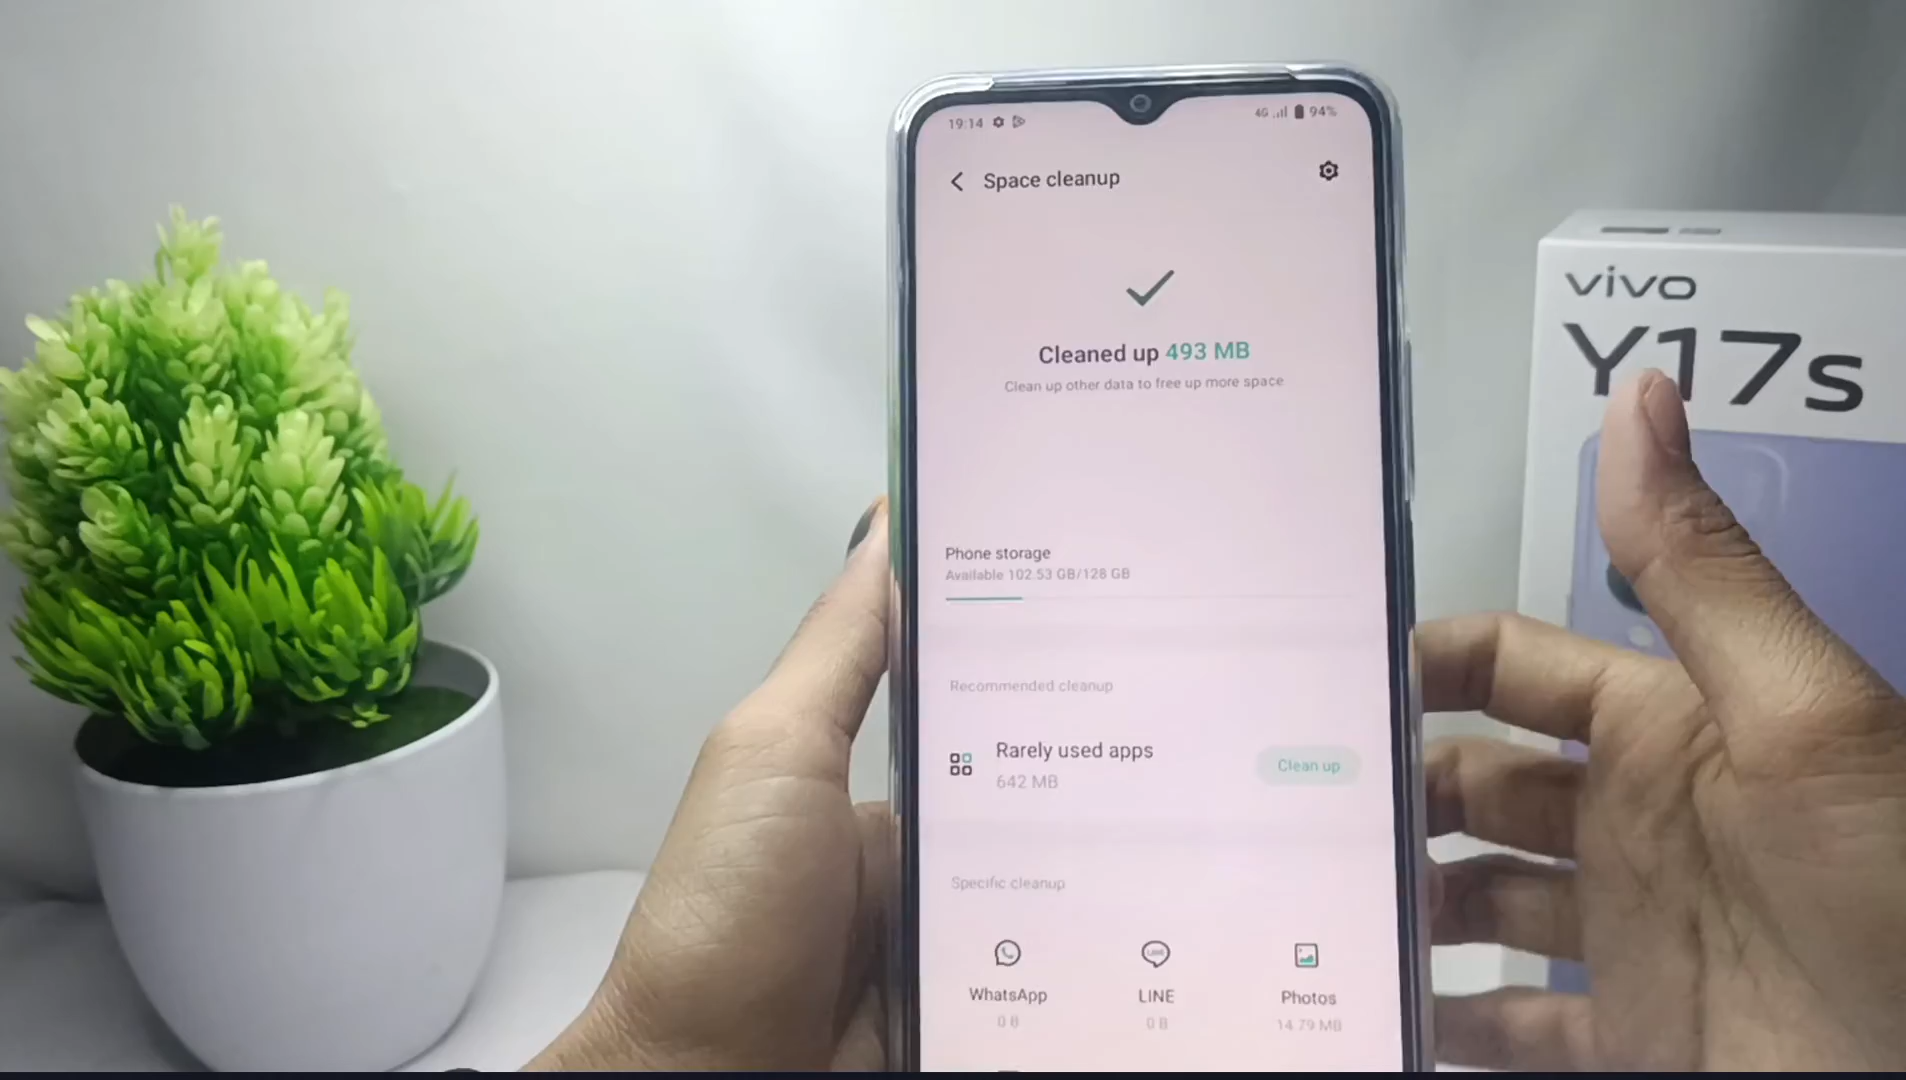 19:14
4G
94%
Space cleanup
Cleaned up 493 MB
Clean up other data to free up more space
Phone storage
Available 102.53 GB/128 GB
Recommended cleanup
Rarely used apps
642 MB
Clean up
Specific cleanup
WhatsApp
LINE
Photos
0 B
0 B
14.79 MB
vivo
Y17s